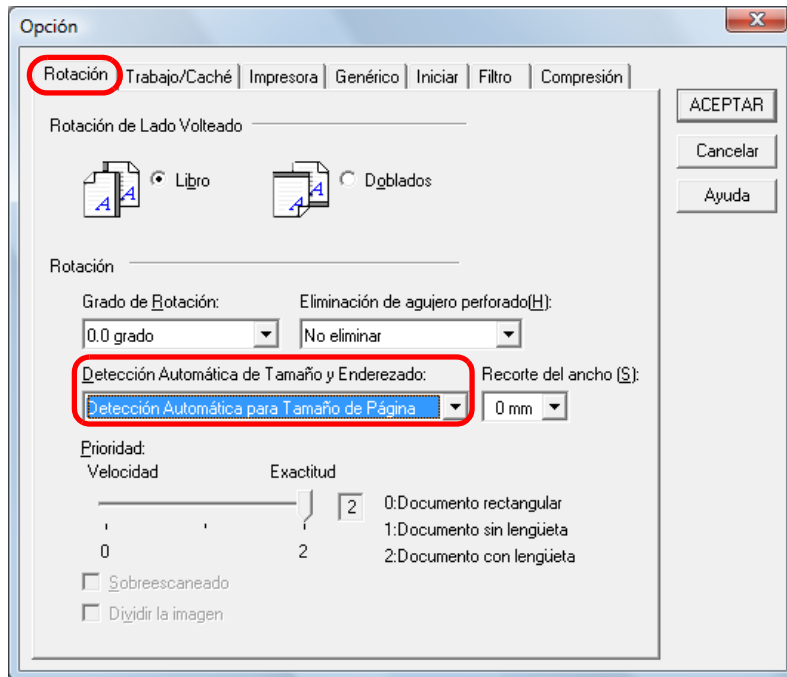 Opción
Rotación Trabajo/Caché Impresora Genérico Iniciar Filtro Compresión
ACEPTAR
Cancelar
Ayuda
Rotación de Lado Volteado
A A Libro A A Doblados
Rotación
Grado de Rotación: Eliminación de agujero perforado(H):
0.0 grado No eliminar
Detección Automática de Tamaño y Enderezado: Recorte del ancho (S):
Detección Automática para Tamaño de Página 0 mm
Prioridad:
Velocidad Exactitud
2 0:Documento rectangular
1:Documento sin lengüeta
0 2 2:Documento con lengüeta
Sobreescaneado
Dividir la imagen